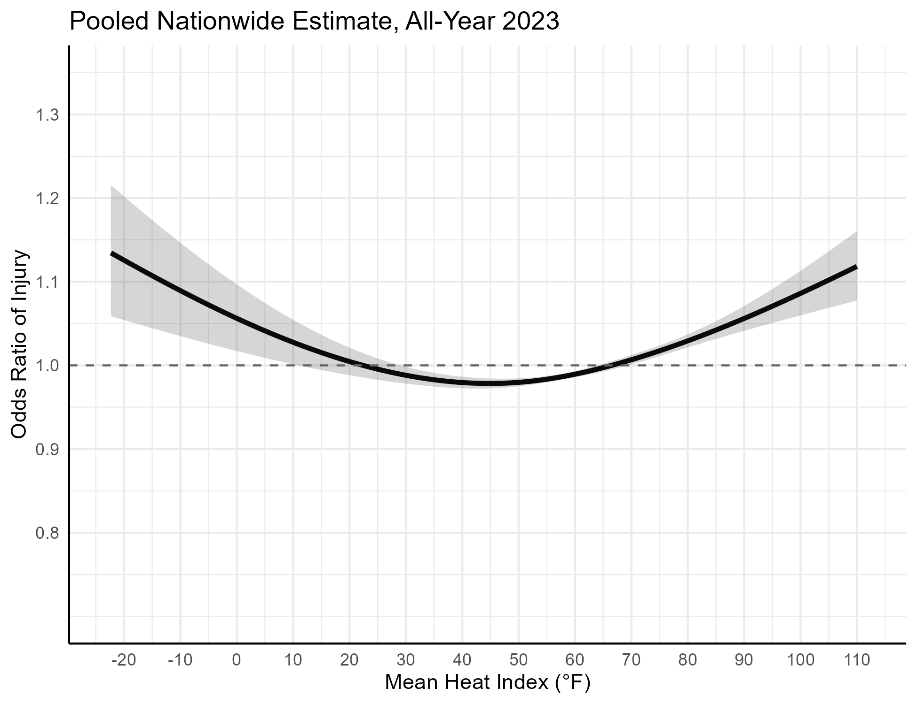 Pooled Nationwide Estimate, All-Year 2023
1.3
1.2
1.1
1.0
0.9
0.8
Odds Ratio of Injury
-20 -10 0 10 20 30 40 50 60 70 80 90 100 110
Mean Heat Index (°F)